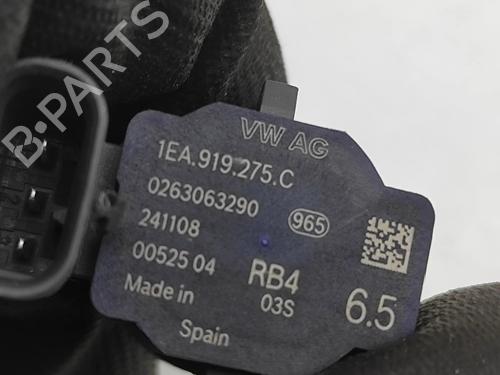 B-PARTS
VW AG
1EA.919.275.C
0263063290
965
241108
00525 04
RB4
03S
6.5
Made in
Spain